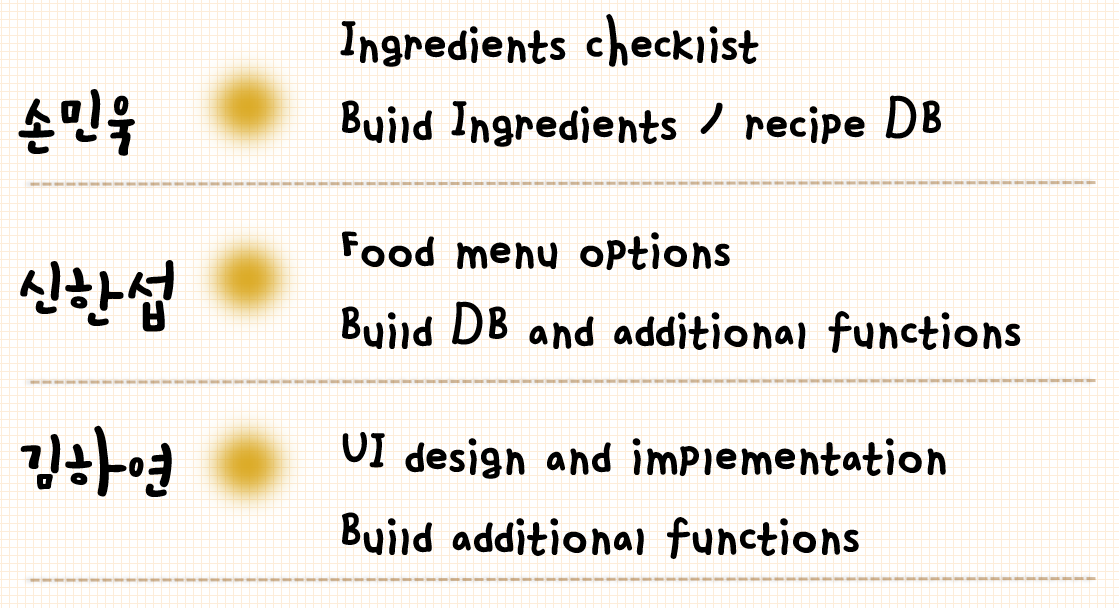 Ingredients checklist
손민욱
Build Ingredients / recipe DB
Food menu options
신한섭
Build DB and additional functions
김하연
UI design and implementation
Build additional functions